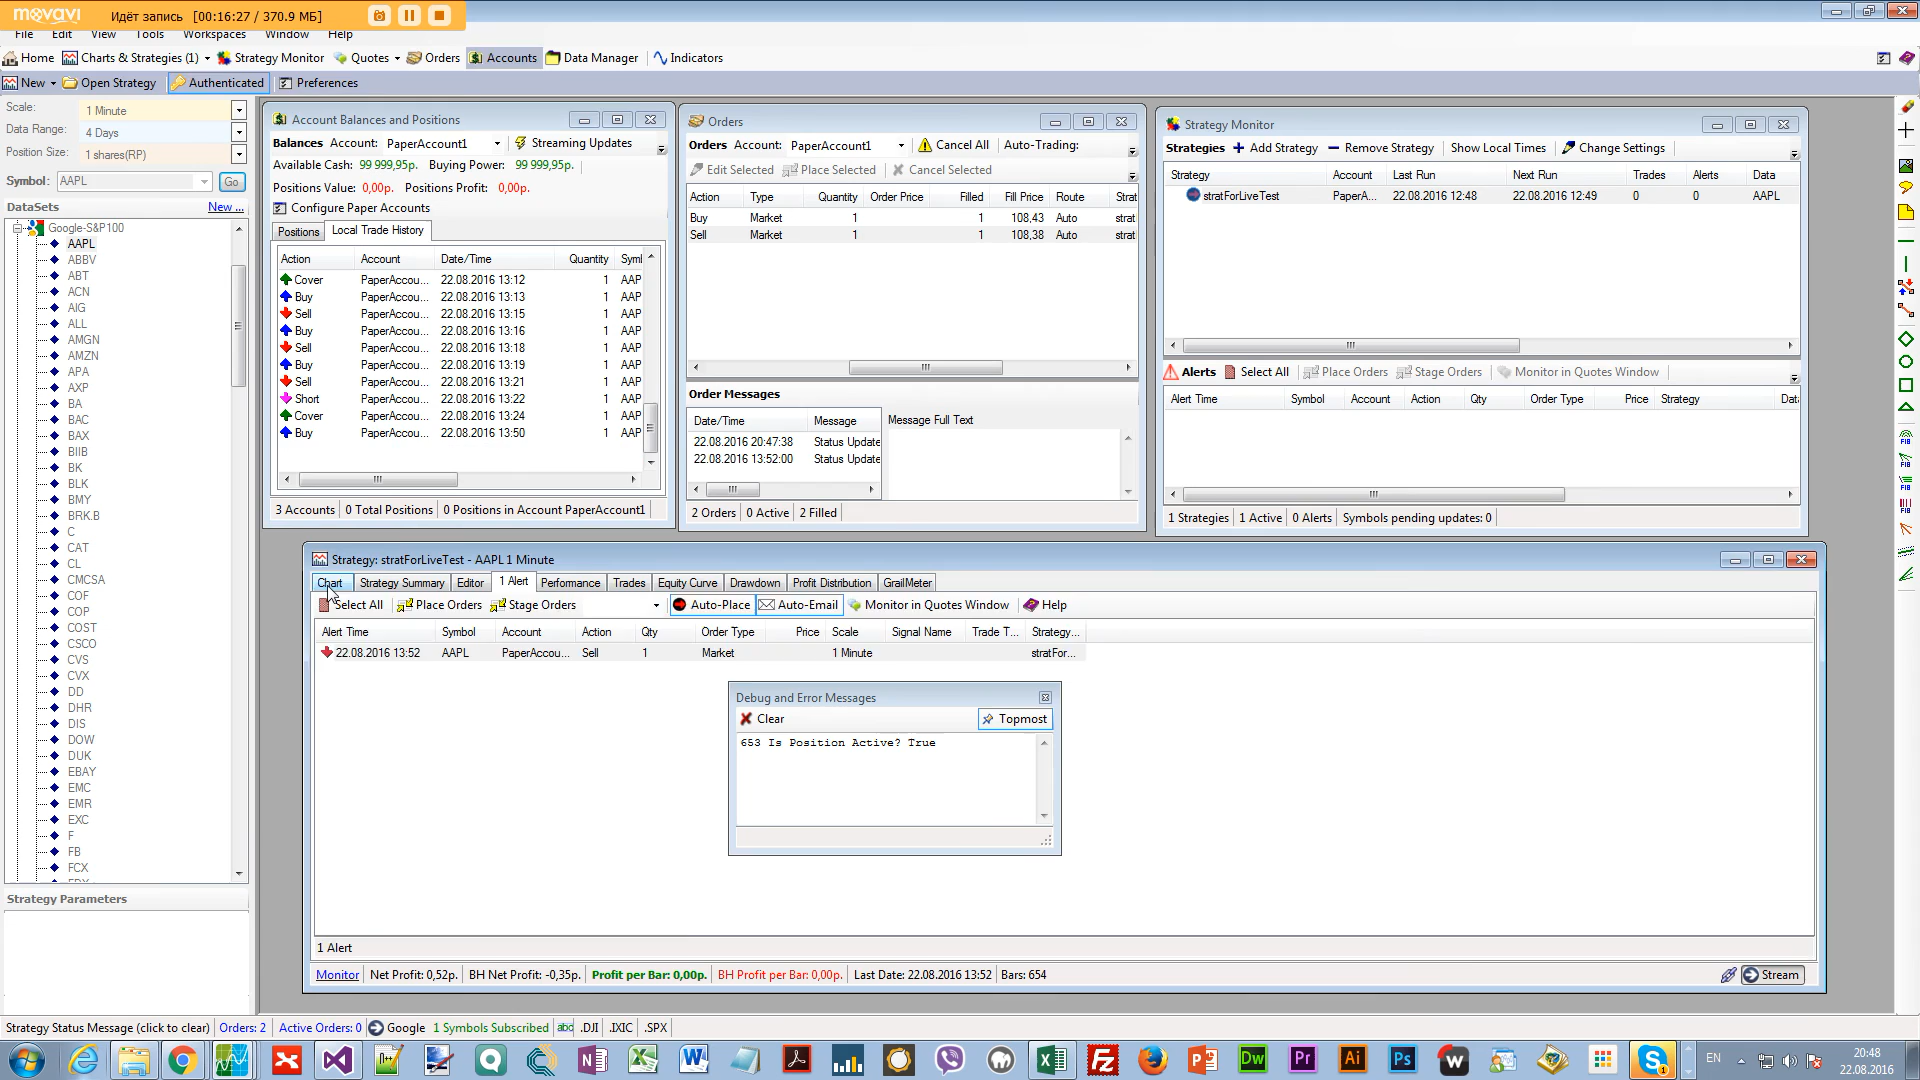 movavi Идёт запись [00:16:27 / 370.9 МБ]
File Edit View Tools Workspaces Window Help
Home Charts & Strategies (1) Strategy Monitor Quotes Orders Accounts Data Manager Indicators
New Open Strategy Authenticated Preferences
Scale: 1 Minute
Data Range: 4 Days
Position Size: 1 shares(RP)
Symbol: AAPL Go
DataSets New ...
Google-S&P100
AAPL
ABBV
ABT
ACN
AIG
ALL
AMGN
AMZN
APA
AXP
BA
BAC
BAX
BIIB
BK
BLK
BMY
BRK.B
C
CAT
CL
CMCSA
COF
COP
COST
CSCO
CVS
CVX
DD
DHR
DIS
DOW
DUK
EBAY
EMC
EMR
EXC
F
FB
FCX
Strategy Parameters
Account Balances and Positions
Balances Account: PaperAccount1 Streaming Updates
Available Cash: 99 999,95р. Buying Power: 99 999,95р.
Positions Value: 0,00р. Positions Profit: 0,00р.
Configure Paper Accounts
Positions Local Trade History
Action Account Date/Time Quantity Syml
Cover PaperAccou... 22.08.2016 13:12 1 AAP
Buy PaperAccou... 22.08.2016 13:13 1 AAP
Sell PaperAccou... 22.08.2016 13:15 1 AAP
Buy PaperAccou... 22.08.2016 13:16 1 AAP
Sell PaperAccou... 22.08.2016 13:18 1 AAP
Buy PaperAccou... 22.08.2016 13:19 1 AAP
Sell PaperAccou... 22.08.2016 13:21 1 AAP
Short PaperAccou... 22.08.2016 13:22 1 AAP
Cover PaperAccou... 22.08.2016 13:24 1 AAP
Buy PaperAccou... 22.08.2016 13:50 1 AAP
3 Accounts 0 Total Positions 0 Positions in Account PaperAccount1
Orders
Orders Account: PaperAccount1 Cancel All Auto-Trading:
Edit Selected Place Selected Cancel Selected
Action Type Quantity Order Price Filled Fill Price Route Strat
Buy Market 1 1 108,43 Auto strat
Sell Market 1 1 108,38 Auto strat
Order Messages
Date/Time Message Message Full Text
22.08.2016 20:47:38 Status Update
22.08.2016 13:52:00 Status Update
2 Orders 0 Active 2 Filled
Strategy Monitor
Strategies Add Strategy Remove Strategy Show Local Times Change Settings
Strategy Account Last Run Next Run Trades Alerts Data
stratForLiveTest PaperA... 22.08.2016 12:48 22.08.2016 12:49 0 0 AAPL
Alerts Select All Place Orders Stage Orders Monitor in Quotes Window
Alert Time Symbol Account Action Qty Order Type Price Strategy Data
1 Strategies 1 Active 0 Alerts Symbols pending updates: 0
FIB
FIB
FIB
FIB
Strategy: stratForLiveTest - AAPL 1 Minute
Chart Strategy Summary Editor 1 Alert Performance Trades Equity Curve Drawdown Profit Distribution GrailMeter
Select All Place Orders Stage Orders Auto-Place Auto-Email Monitor in Quotes Window Help
Alert Time Symbol Account Action Qty Order Type Price Scale Signal Name Trade T... Strategy...
22.08.2016 13:52 AAPL PaperAccou... Sell 1 Market 1 Minute stratFor...
Debug and Error Messages
Clear Topmost
653 Is Position Active? True
1 Alert
Monitor Net Profit: 0,52р. BH Net Profit: -0,35р. Profit per Bar: 0,00р. BH Profit per Bar: 0,00р. Last Date: 22.08.2016 13:52 Bars: 654 Stream
Strategy Status Message (click to clear) Orders: 2 Active Orders: 0 Google 1 Symbols Subscribed abc .DJI .IXIC .SPX
EN 20:48
22.08.2016